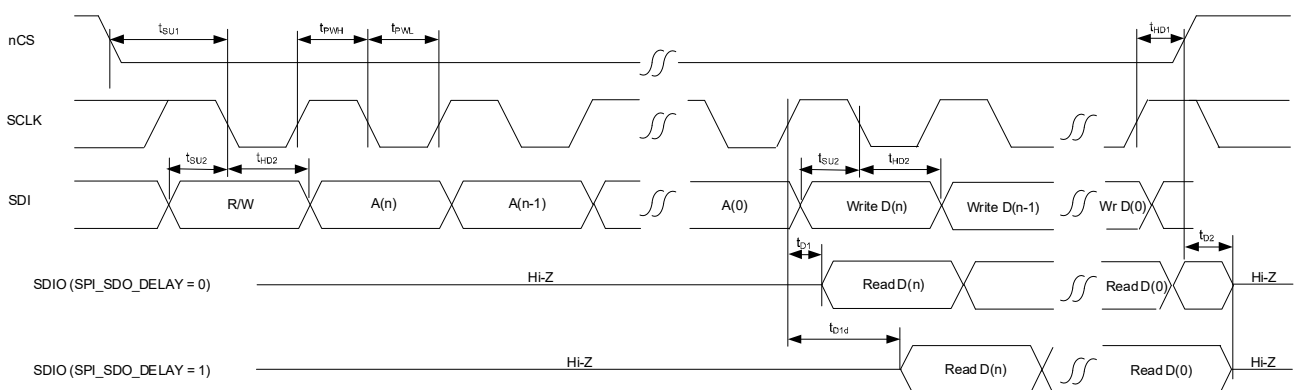 nCS
tSU1
tPWH
tPWL
tHD1
SCLK
tSU2
tHD2
tSU2
tHD2
SDI
R/W
A(n)
A(n-1)
A(0)
Write D(n)
Write D(n-1)
Wr D(0)
tD1
tD2
SDIO (SPI_SDO_DELAY = 0)
Hi-Z
Read D(n)
Read D(0)
Hi-Z
tD1d
SDIO (SPI_SDO_DELAY = 1)
Hi-Z
Read D(n)
Read D(0)
Hi-Z